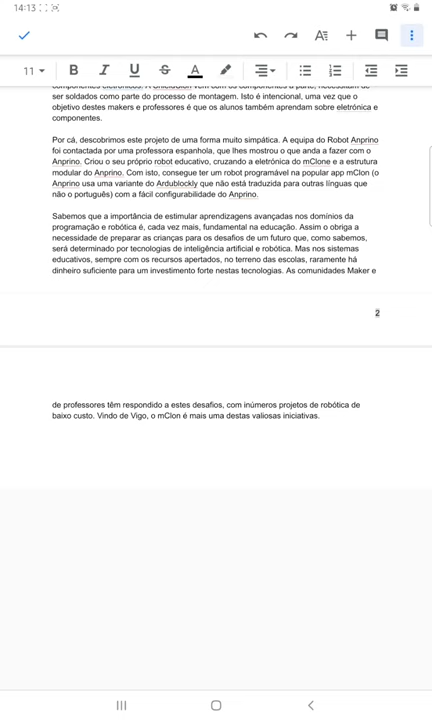 14:13
11
B I U S A
componentes eletrónicos. A vem com os componentes à parte, necessitam de
ser soldados como parte do processo de montagem. Isto é intencional, uma vez que o
objetivo destes makers e professores é que os alunos também aprendam sobre eletrónica e
componentes.
Por cá, descobrimos este projeto de uma forma muito simpática. A equipa do Robot Anprino
foi contactada por uma professora espanhola, que lhes mostrou o que anda a fazer com o
Anprino. Criou o seu próprio robot educativo, cruzando a eletrónica do mClone e a estrutura
modular do Anprino. Com isto, consegue ter um robot programável na popular app mClon (o
Anprino usa uma variante do Ardublockly que não está traduzida para outras línguas que
não o português) com a fácil configurabilidade do Anprino.
Sabemos que a importância de estimular aprendizagens avançadas nos domínios da
programação e robótica é, cada vez mais, fundamental na educação. Assim o obriga a
necessidade de preparar as crianças para os desafios de um futuro que, como sabemos,
será determinado por tecnologias de inteligência artificial e robótica. Mas nos sistemas
educativos, sempre com os recursos apertados, no terreno das escolas, raramente há
dinheiro suficiente para um investimento forte nestas tecnologias. As comunidades Maker e
2
de professores têm respondido a estes desafios, com inúmeros projetos de robótica de
baixo custo. Vindo de Vigo, o mClon é mais uma destas valiosas iniciativas.